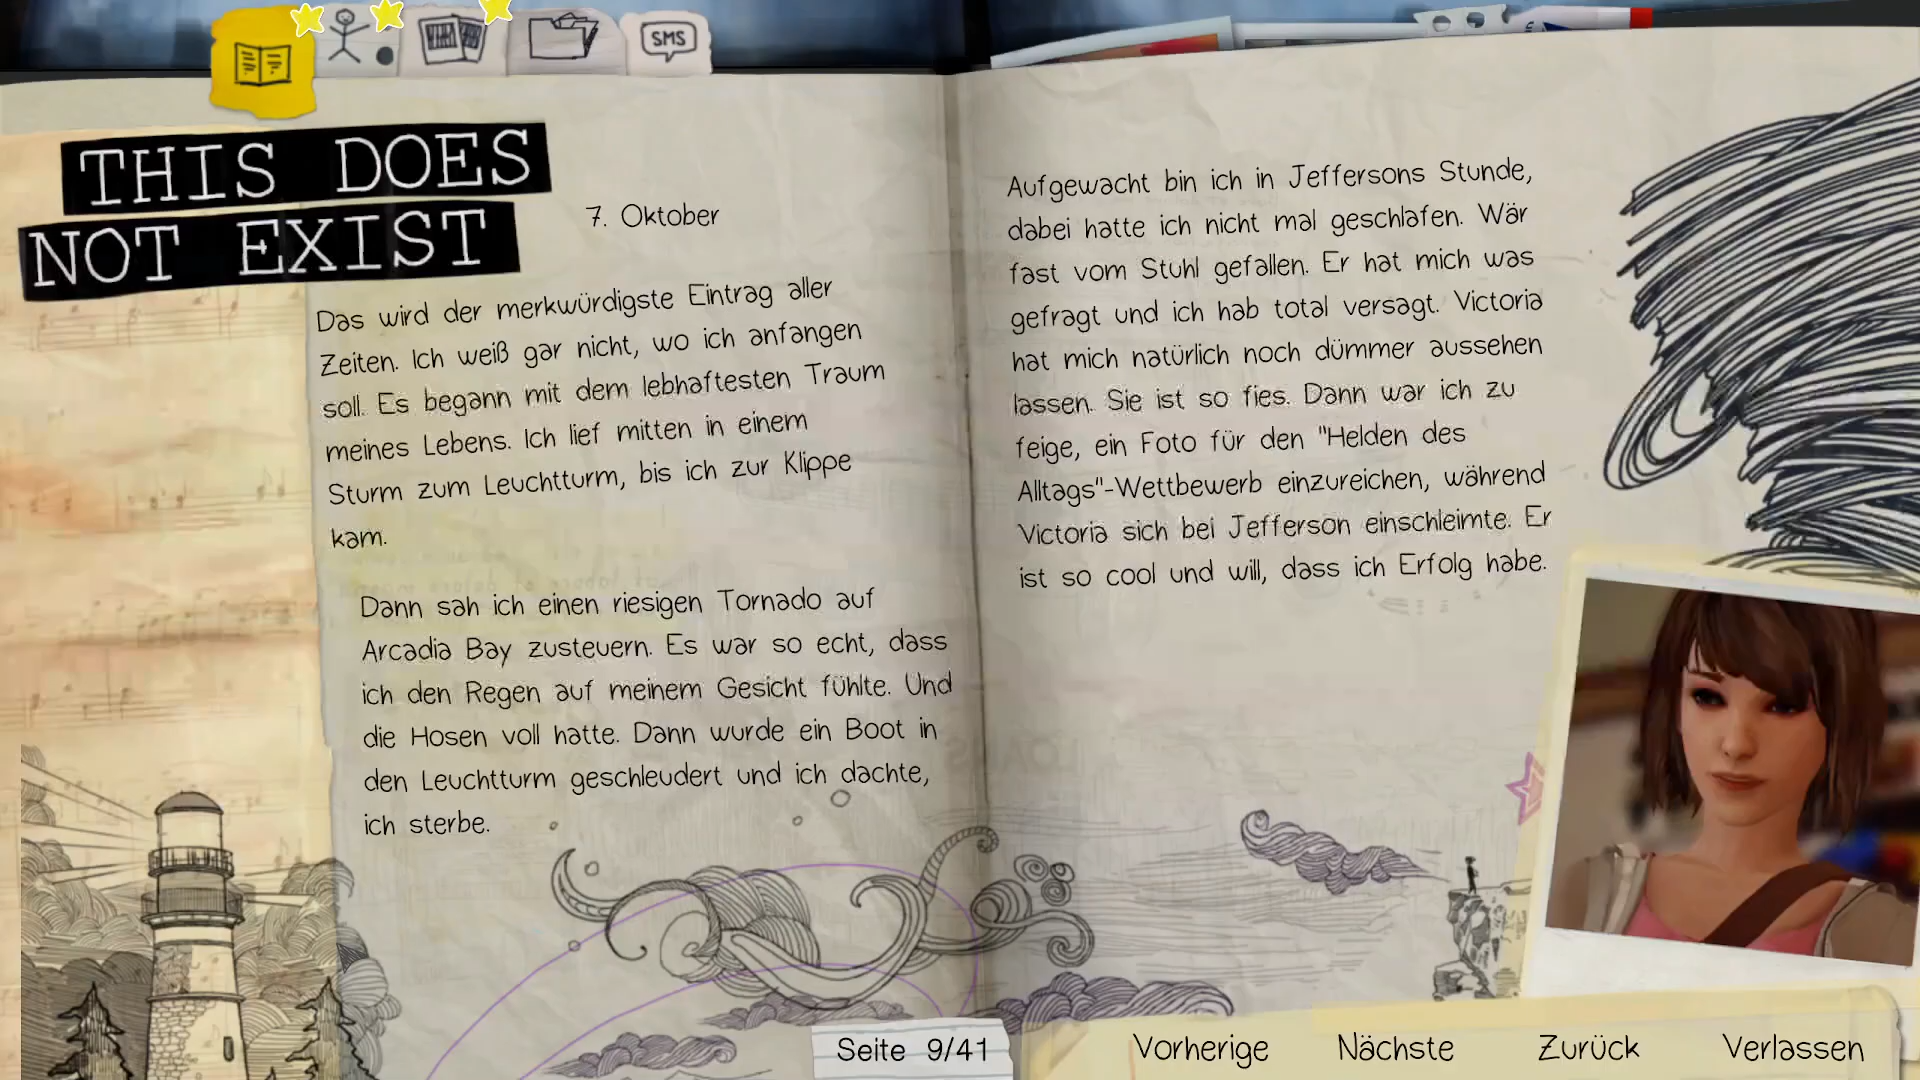 SMS
THIS DOES
NOT EXIST
7. Oktober
Das wird der merkwürdigste Eintrag aller
Zeiten. Ich weiß gar nicht, wo ich anfangen
soll. Es begann mit dem lebhaftesten Traum
meines Lebens. Ich lief mitten in einem
Sturm zum Leuchtturm, bis ich zur Klippe
kam.
Dann sah ich einen riesigen Tornado auf
Arcadia Bay zusteuern. Es war so echt, dass
ich den Regen auf meinem Gesicht fühlte. Und
die Hosen voll hatte. Dann wurde ein Boot in
den Leuchtturm geschleudert und ich dachte,
ich sterbe.
Aufgewacht bin ich in Jeffersons Stunde,
dabei hatte ich nicht mal geschlafen. Wär
fast vom Stuhl gefallen. Er hat mich was
gefragt und ich hab total versagt. Victoria
hat mich natürlich noch dümmer aussehen
lassen. Sie ist so fies. Dann war ich zu
feige, ein Foto für den "Helden des
Alltags"-Wettbewerb einzureichen, während
Victoria sich bei Jefferson einschleimte. Er
ist so cool und will, dass ich Erfolg habe.
Seite 9/41
Vorherige Nächste Zurück Verlassen